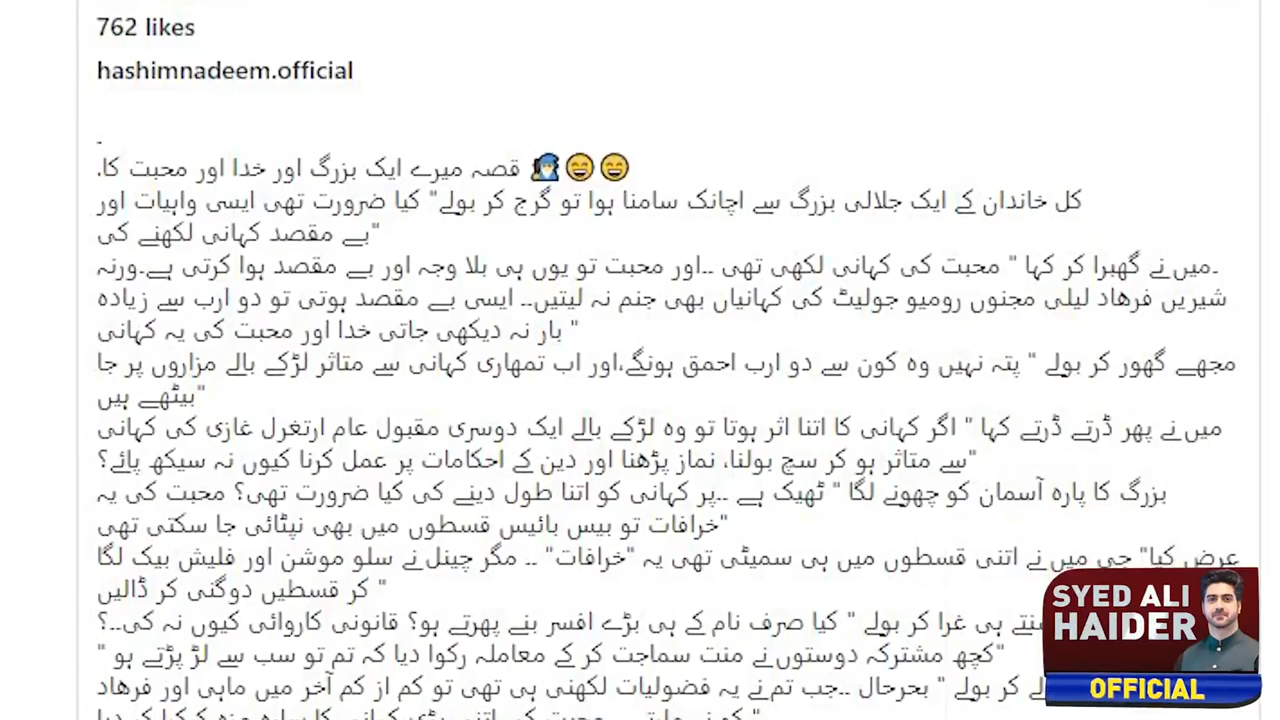 762 likes
hashimnadeem.official
.
قصہ میرے ایک بزرگ اور خدا اور محبت کا.
کل خاندان کے ایک جلالی بزرگ سے اچانک سامنا ہوا تو گرج کر بولے" کیا ضرورت تھی ایسی واہیات اور
بے مقصد کہانی لکھنے کی"
۔میں نے گھبرا کر کہا " محبت کی کہانی لکھی تھی ..اور محبت تو یوں ہی بلا وجہ اور بے مقصد ہوا کرتی ہے۔ورنہ
شیریں فرهاد لیلی مجنوں رومیو جولیٹ کی کہانیاں بھی جنم نہ لیتیں.. ایسی بے مقصد ہوتی تو دو ارب سے زیادہ
بار نہ دیکھی جاتی خدا اور محبت کی یہ کہانی "
مجھے گھور کر بولے " پتہ نہیں وہ کون سے دو ارب احمق ہونگے،اور اب تمھاری کہانی سے متاثر لڑکے بالے مزاروں پر جا
بیٹھے ہیں"
میں نے پھر ڈرتے ڈرتے کہا " اگر کہانی کا اتنا اثر ہوتا تو وہ لڑکے بالے ایک دوسری مقبول عام ارتغرل غازی کی کہانی
سے متاثر ہو کر سچ بولنا، نماز پڑھنا اور دین کے احکامات پر عمل کرنا کیوں نہ سیکھ پائے؟"
بزرگ کا پارہ آسمان کو چھونے لگا " ٹھیک ہے ..پر کہانی کو اتنا طول دینے کی کیا ضرورت تھی؟ محبت کی یہ
خرافات تو بیس بائیس قسطوں میں بھی نپٹائی جا سکتی تھی"
عرض کیا" جی میں نے اتنی قسطوں میں ہی سمیٹی تھی یہ "خرافات" .. مگر چینل نے سلو موشن اور فلیش بیک لگا
کر قسطیں دوگنی کر ڈالیں "
سنتے ہی غرا کر بولے " کیا صرف نام کے ہی بڑے افسر بنے پھرتے ہو؟ قانونی کاروائی کیوں نہ کی..؟
"کچھ مشترکہ دوستوں نے منت سماجت کر کے معاملہ رکوا دیا کہ تم تو سب سے لڑ پڑتے ہو "
کر بولے " بحرحال ..جب تم نے یہ فضولیات لکھنی ہی تھی تو کم از کم آخر میں ماہی اور فرهاد
SYED ALI
HAIDER
OFFICIAL